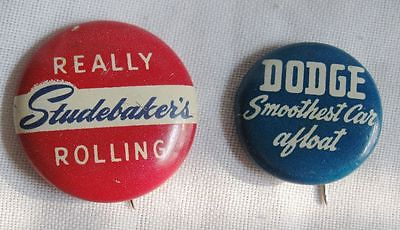 REALLY
Studebaker's
ROLLING
DODGE
Smoothest Car
afloat